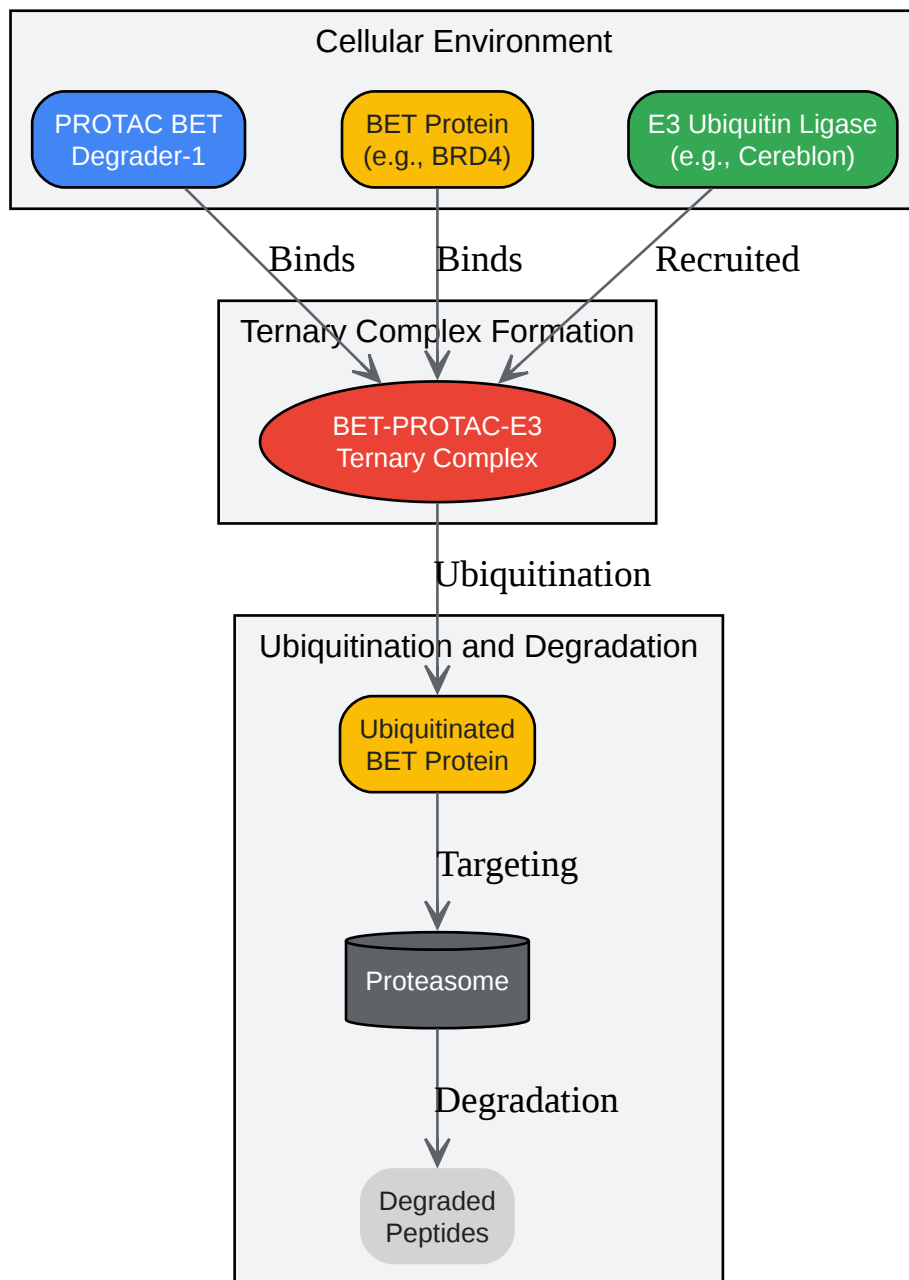 Cellular Environment
PROTAC BET
Degrader-1
BET Protein
(e.g., BRD4)
E3 Ubiquitin Ligase
(e.g., Cereblon)
Binds
Binds
Recruited
Ternary Complex Formation
BET-PROTAC-E3
Ternary Complex
Ubiquitination
Ubiquitination and Degradation
Ubiquitinated
BET Protein
Targeting
Proteasome
Degradation
Degraded
Peptides